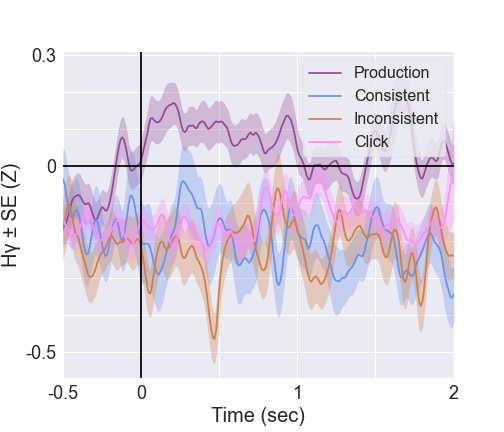 0.3
0
-0.5
Hγ ± SE (Z)
Production
Consistent
Inconsistent
Click
-0.5
0
1
2
Time (sec)